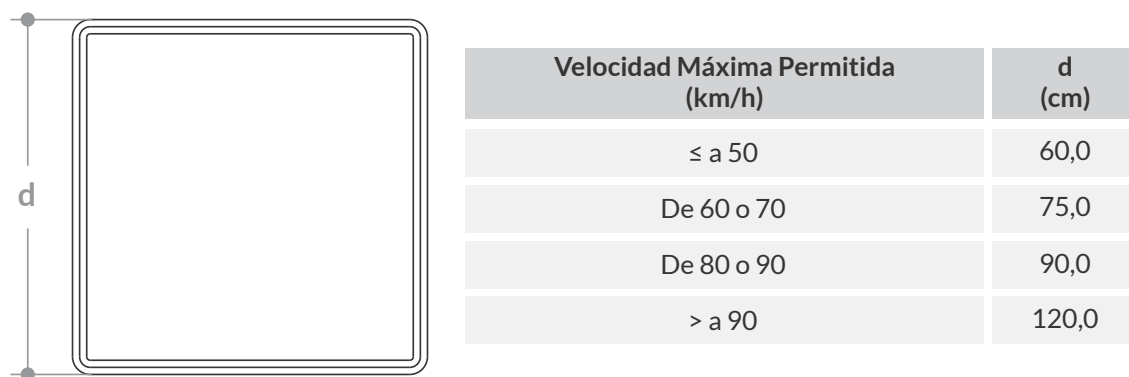 d
Velocidad Máxima Permitida
(km/h)
d
(cm)
≤ a 50
60,0
De 60 o 70
75,0
De 80 o 90
90,0
> a 90
120,0